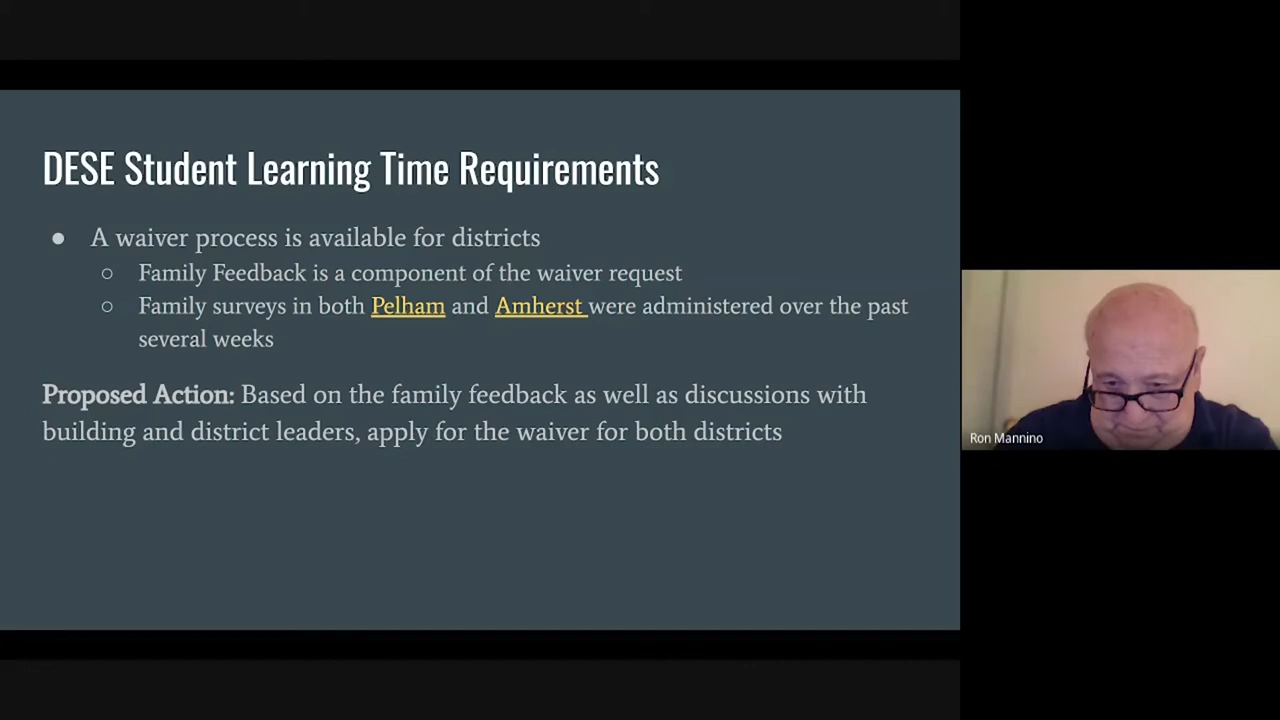 DESE Student Learning Time Requirements
● A waiver process is available for districts
○ Family Feedback is a component of the waiver request
○ Family surveys in both Pelham and Amherst were administered over the past
several weeks
Proposed Action: Based on the family feedback as well as discussions with
building and district leaders, apply for the waiver for both districts
Ron Mannino